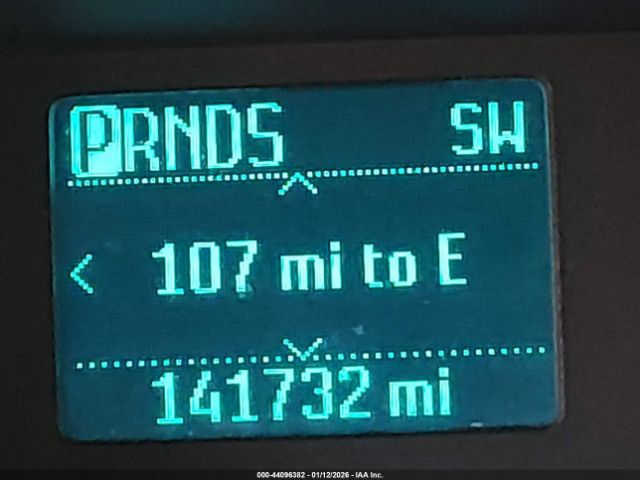 PRNDS SW
107 mi to E
141732 mi
000-44096382 - 01/12/2026 - IAA Inc.